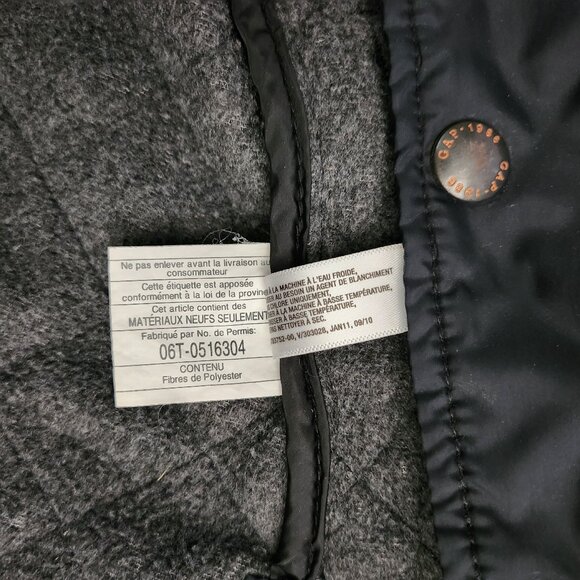 Ne pas enlever avant la livraison au
consommateur
Cette étiquette est apposée
conformément à la loi de la province
Cet article contient des
MATÉRIAUX NEUFS SEULEMENT
Fabriqué par No. de Permis:
06T-0516304
CONTENU
Fibres de Polyester
À LA MACHINE À L'EAU FROIDE,
AU BESOIN UN AGENT DE BLANCHIMENT
UNIQUEMENT,
À LA MACHINE À BASSE TEMPÉRATURE,
À BASSE TEMPÉRATURE,
NETTOYER À SEC.
V/303028, JAN11, 09/10
GAP-1969 GAP-1969